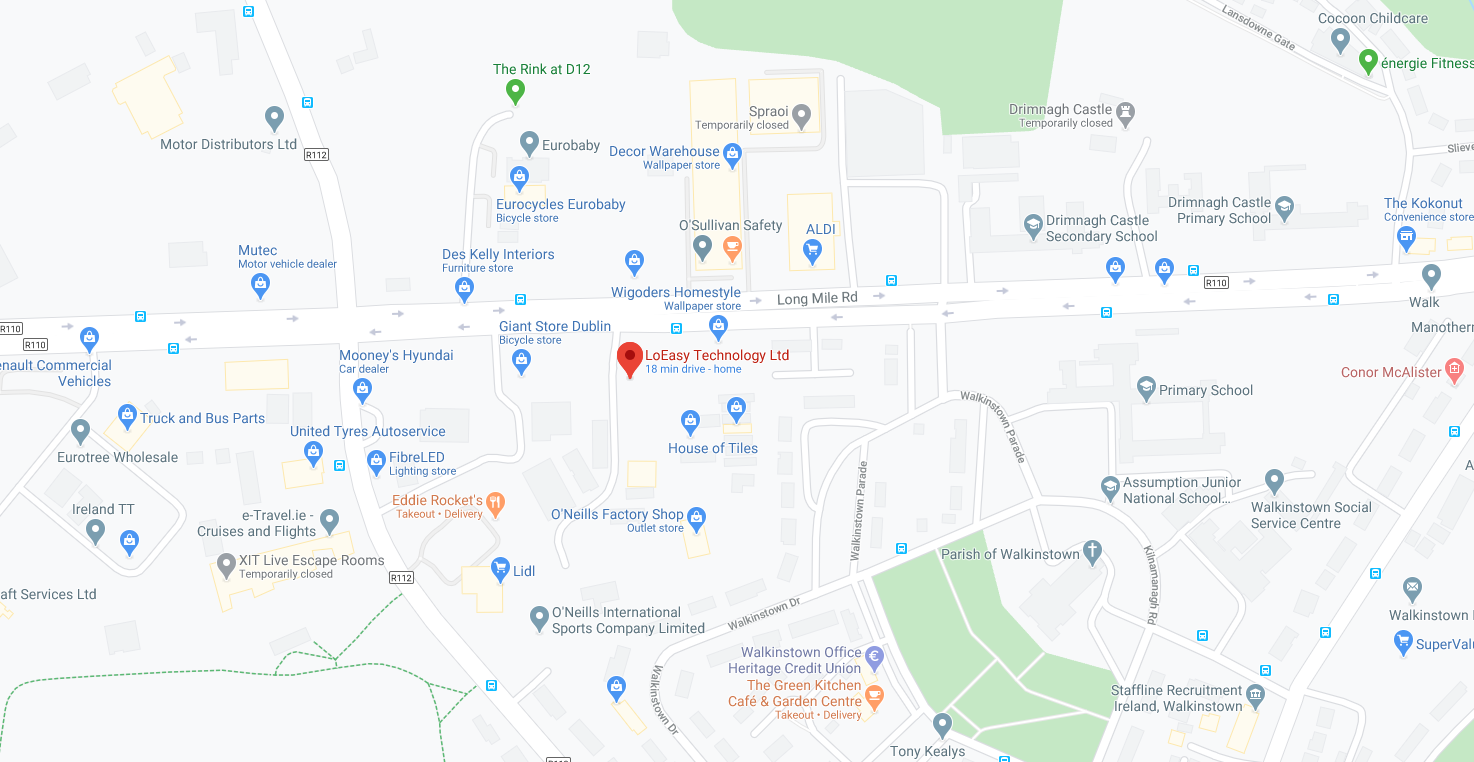 Cocoon Childcare
Lansdowne Gate
énergie Fitness
The Rink at D12
Spraoi
Temporarily closed
Drimnagh Castle
Temporarily closed
Motor Distributors Ltd
R112
Eurobaby
Decor Warehouse
Wallpaper store
Slieve
Eurocycles Eurobaby
Bicycle store
Drimnagh Castle
Primary School
The Kokonut
Convenience store
O'Sullivan Safety
ALDI
Drimnagh Castle
Secondary School
Mutec
Motor vehicle dealer
Des Kelly Interiors
Furniture store
Wigoders Homestyle
Wallpaper store
Long Mile Rd
R110
Walk
R110
R110
Giant Store Dublin
Bicycle store
Manothern
enault Commercial
Vehicles
Mooney's Hyundai
Car dealer
LoEasy Technology Ltd
18 min drive - home
Conor McAlister
Primary School
Walkinstown Parade
Truck and Bus Parts
United Tyres Autoservice
House of Tiles
Eurotree Wholesale
FibreLED
Lighting store
Assumption Junior
National School...
Walkinstown Parade
Eddie Rocket's
Takeout • Delivery
Ireland TT
e-Travel.ie -
Cruises and Flights
O'Neills Factory Shop
Outlet store
Walkinstown Social
Service Centre
Parish of Walkinstown
XIT Live Escape Rooms
Temporarily closed
R112
Lidl
Kilnamanagh Rd
aft Services Ltd
O'Neills International
Sports Company Limited
Walkinstown Dr
Walkinstown
SuperValu
Walkinstown Office
Heritage Credit Union
The Green Kitchen
Café & Garden Centre
Takeout • Delivery
Walkinstown Dr
Staffline Recruitment
Ireland, Walkinstown
Tony Kealys